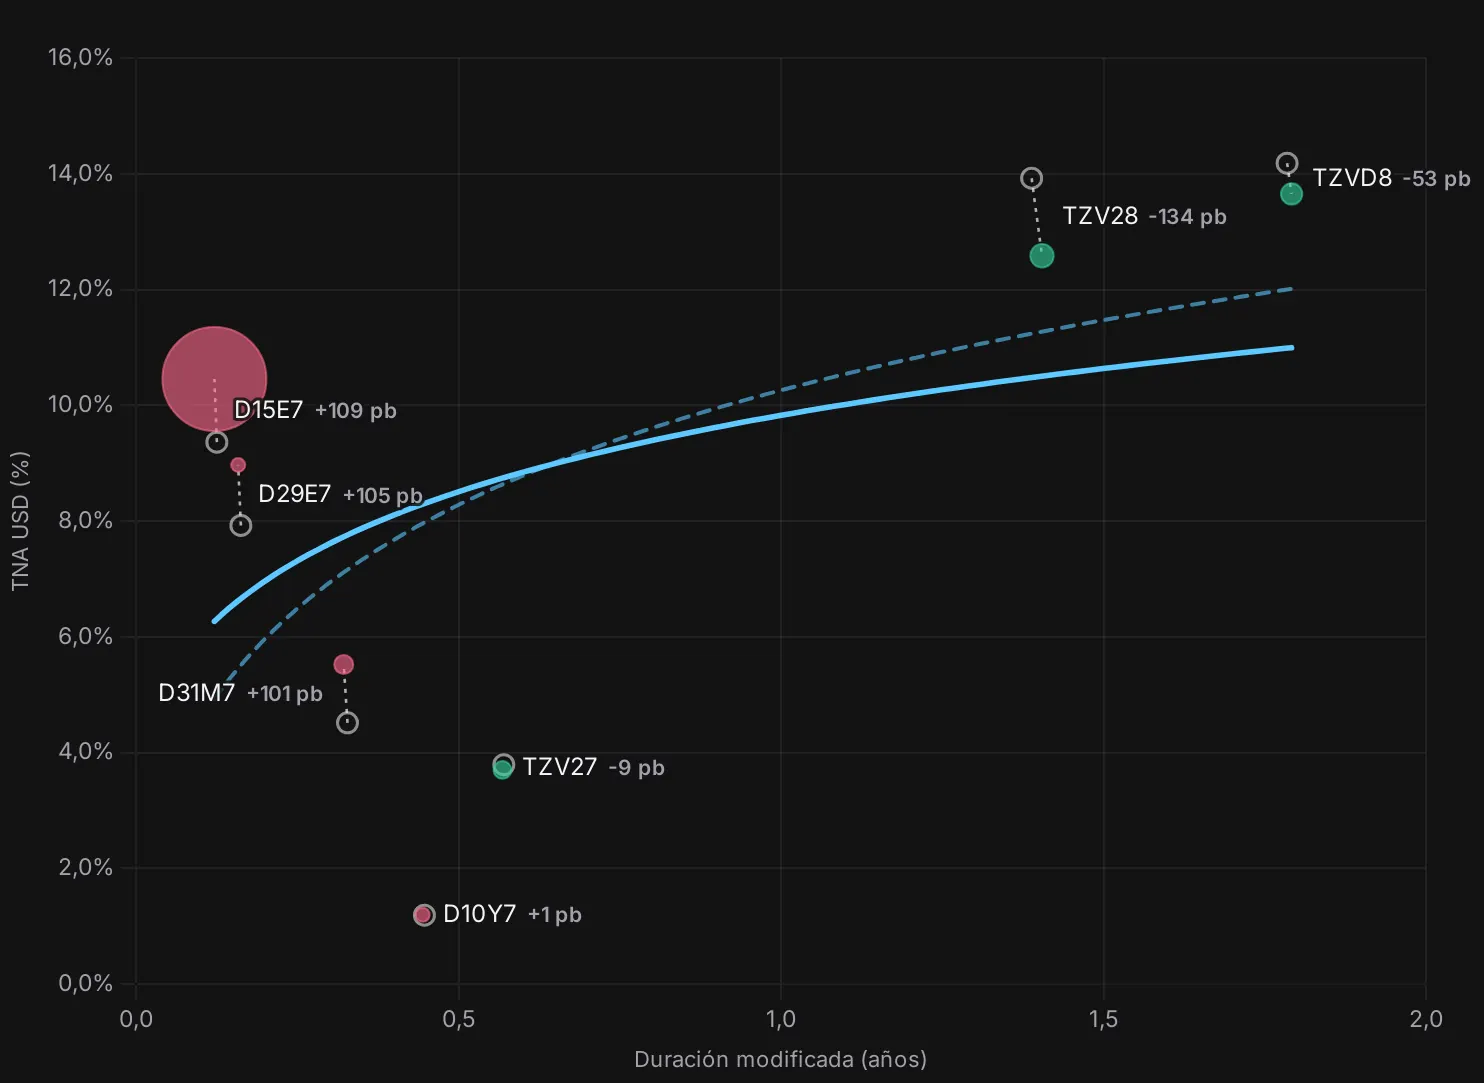 16,0%
14,0%
TZVD8 -53 pb
TZV28 -134 pb
12,0%
10,0%
D15E7 +109 pb
D29E7 +105 pb
8,0%
TNA USD (%)
6,0%
D31M7 +101 pb
4,0%
TZV27 -9 pb
2,0%
D10Y7 +1 pb
0,0%
0,0 0,5 1,0 1,5 2,0
Duración modificada (años)